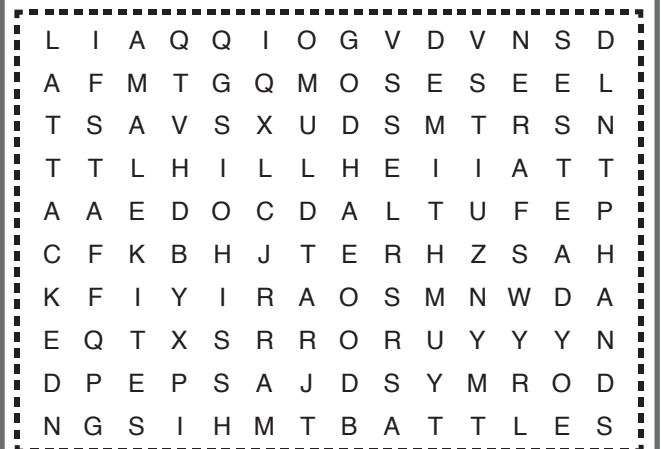 L I A Q Q I O G V D V N S D
A F M T G Q M O S E S E E L
T S A V S X U D S M T R S N
T T L H I L L H E I I A T T
A A E D O C D A L T U F E P
C F K B H J T E R H Z S A H
K F I Y I R A O S M N W D A
E Q T X S R R O R U Y Y Y N
D P E P S A J D S Y M R O D
N G S I H M T B A T T L E S